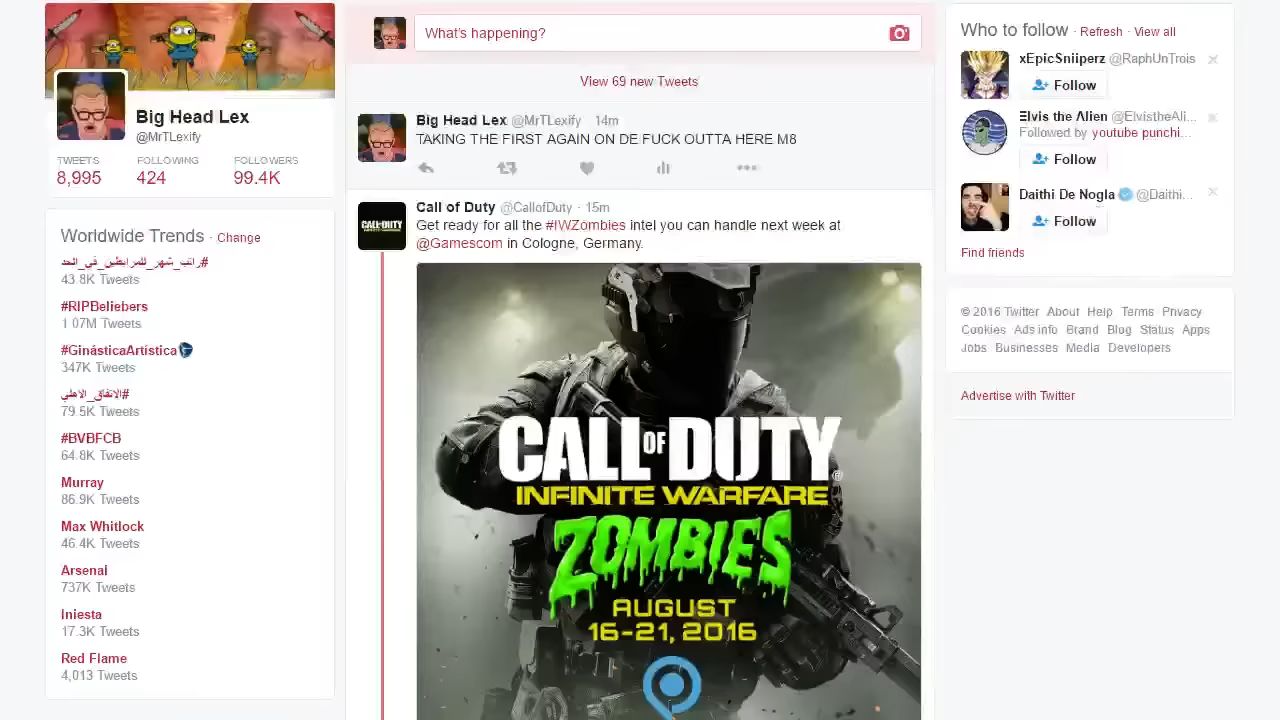 Big Head Lex
@MrTLexify
TWEETS FOLLOWING FOLLOWERS
8,995 424 99.4K
Worldwide Trends · Change
#راتب_شهر_للمرابطين_في_الحد
43.8K Tweets
#RIPBeliebers
1.07M Tweets
#GinásticaArtística
347K Tweets
#الاتفاق_الاهلي
79.5K Tweets
#BVBFCB
64.8K Tweets
Murray
86.9K Tweets
Max Whitlock
46.4K Tweets
Arsenal
737K Tweets
Iniesta
17.3K Tweets
Red Flame
4,013 Tweets
What's happening?
View 69 new Tweets
Big Head Lex @MrTLexify 14m
TAKING THE FIRST AGAIN ON DE FUCK OUTTA HERE M8
CALL OF DUTY
Call of Duty @CallofDuty · 15m
Get ready for all the #IWZombies intel you can handle next week at
@Gamescom in Cologne, Germany.
CALL OF DUTY®
INFINITE WARFARE
ZOMBIES
AUGUST
16-21, 2016
Who to follow · Refresh · View all
xEpicSniiperz @RaphUnTrois
Follow
Elvis the Alien @ElvistheAli...
Followed by youtube punchi...
Follow
Daithi De Nogla @Daithi...
Follow
Find friends
© 2016 Twitter About Help Terms Privacy
Cookies Ads info Brand Blog Status Apps
Jobs Businesses Media Developers
Advertise with Twitter